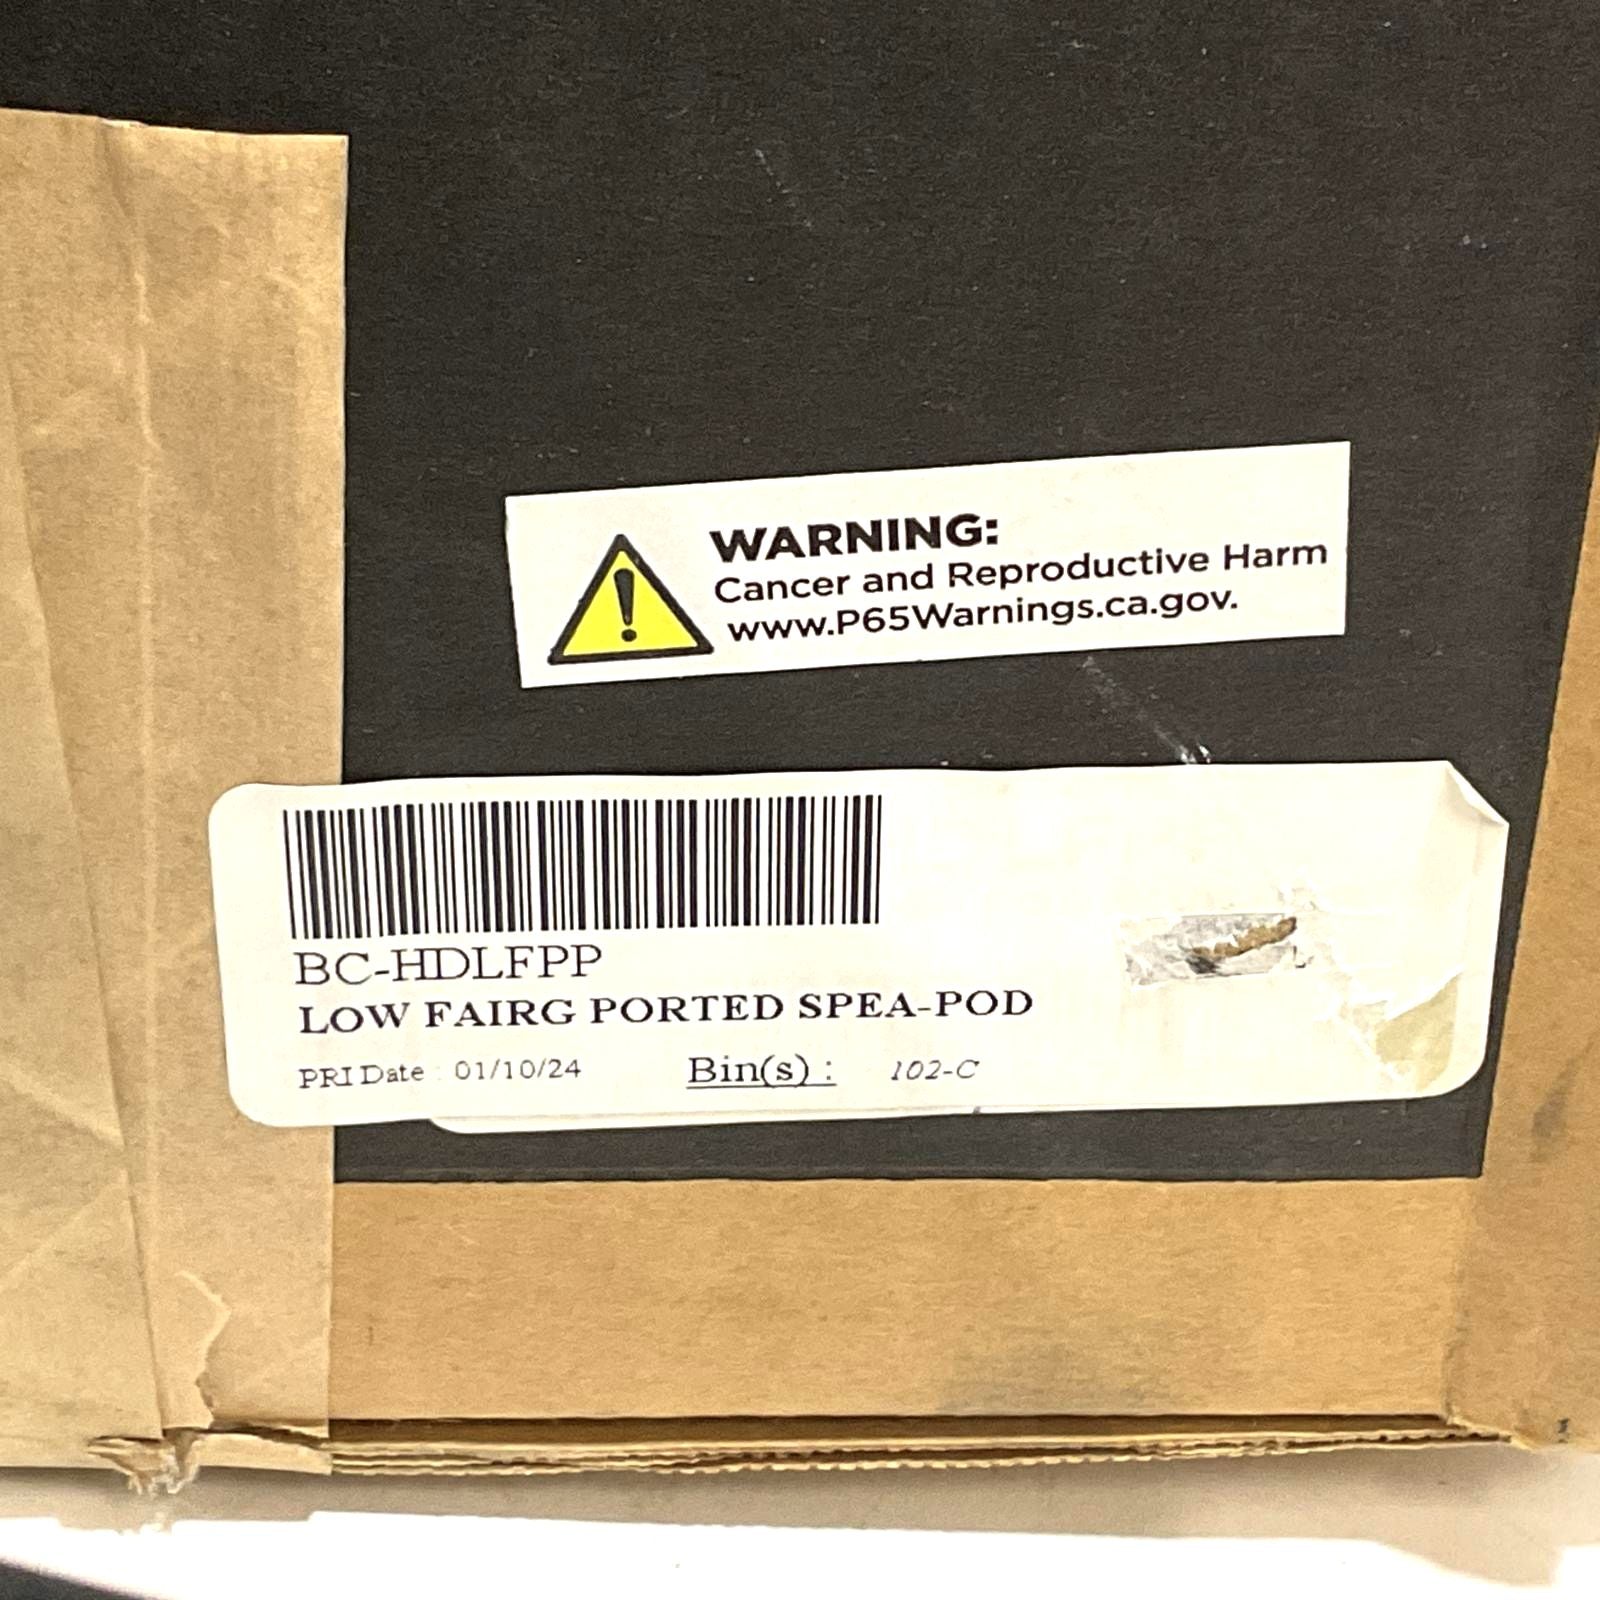 WARNING:
Cancer and Reproductive Harm
www.P65Warnings.ca.gov.
BC-HDLFPP
LOW FAIRG PORTED SPEA-POD
PRI Date : 01/10/24 Bin(s) : 102-C